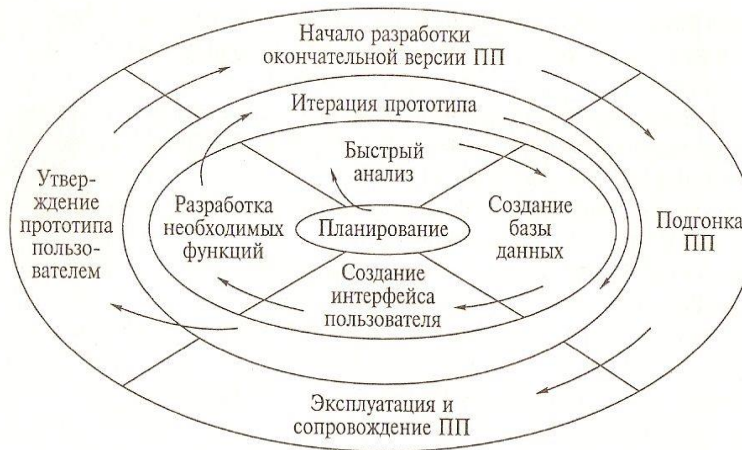 Начало разработки
окончательной версии ПП
Итерация прототипа
Быстрый
анализ
Утвер-
ждение
прототипа
пользо-
вателем
Разработка
необходимых
функций
Планирование
Создание
базы
данных
Подгонка
ПП
Создание
интерфейса
пользователя
Эксплуатация и
сопровождение ПП